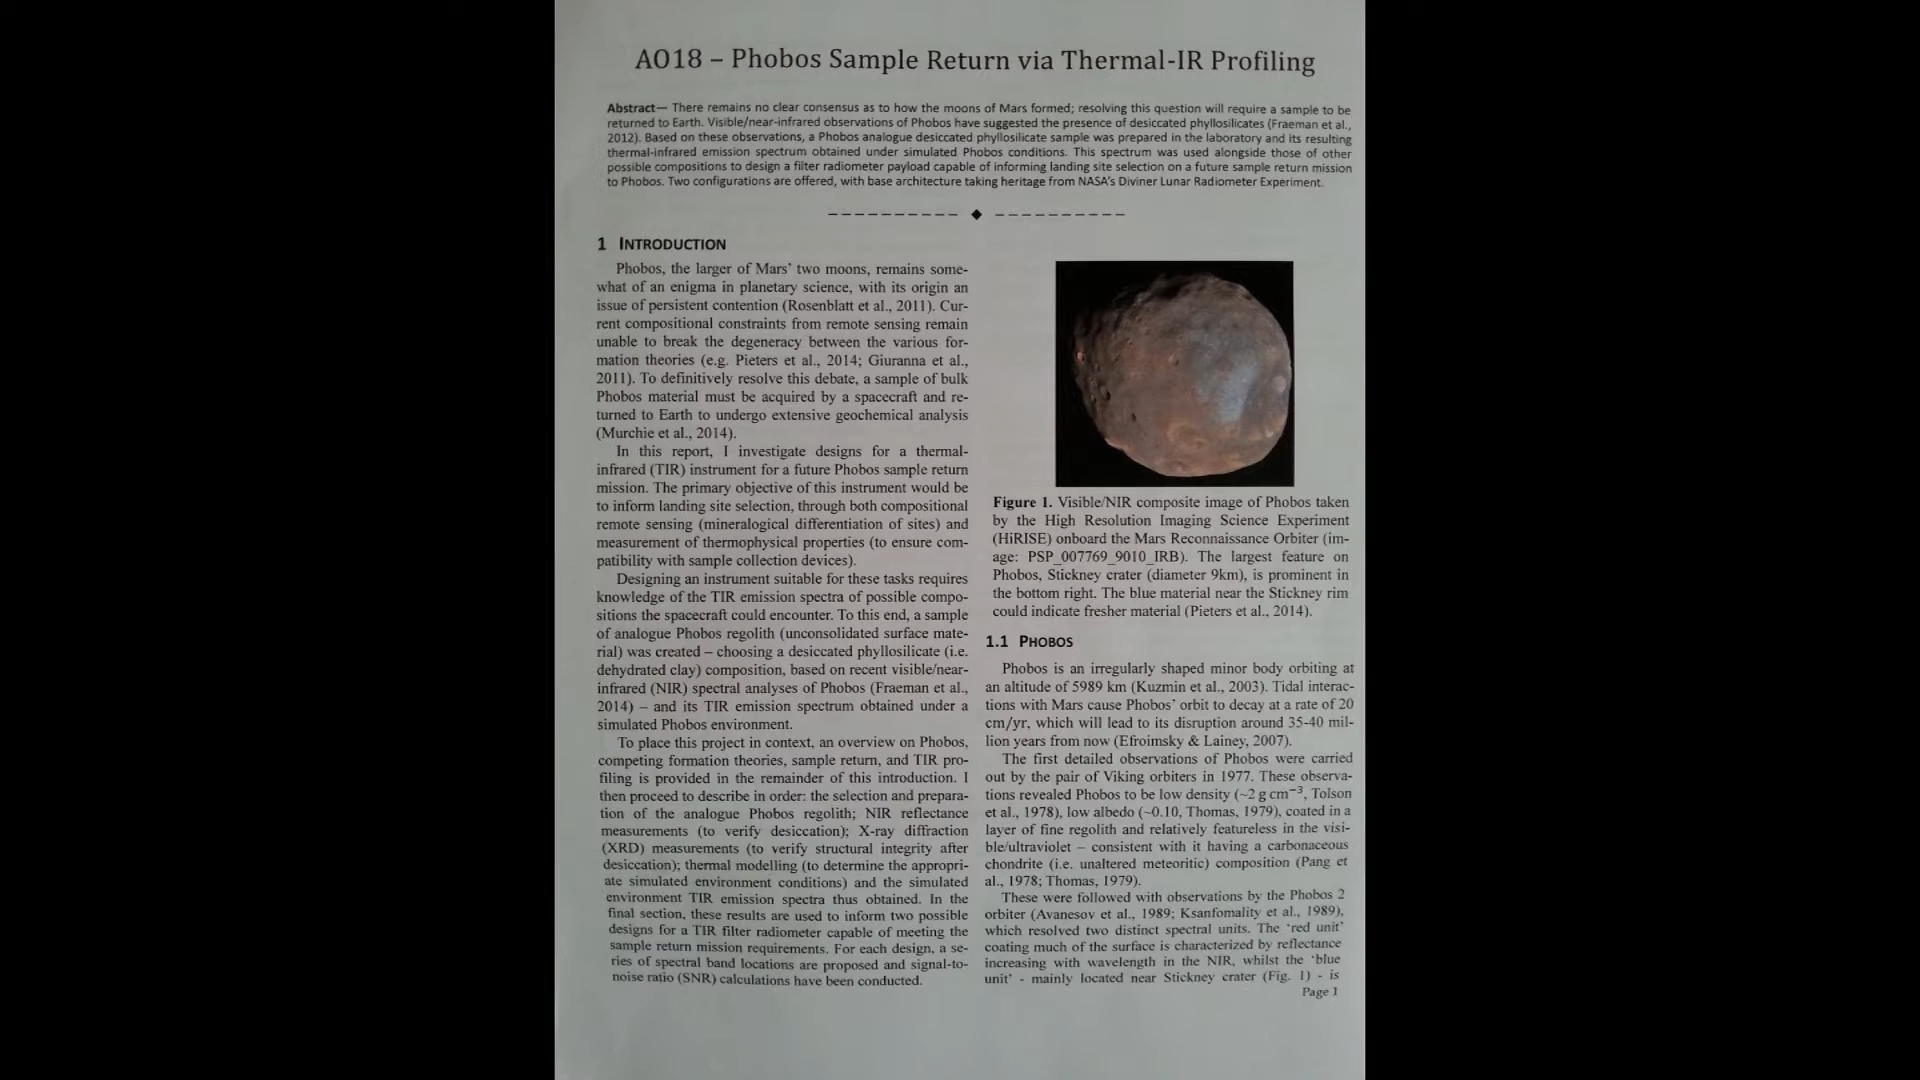 AO18 – Phobos Sample Return via Thermal-IR Profiling
Abstract— There remains no clear consensus as to how the moons of Mars formed; resolving this question will require a sample to be
returned to Earth. Visible/near-infrared observations of Phobos have suggested the presence of desiccated phyllosilicates (Fraeman et al.,
2012). Based on these observations, a Phobos analogue desiccated phyllosilicate sample was prepared in the laboratory and its resulting
thermal-infrared emission spectrum obtained under simulated Phobos conditions. This spectrum was used alongside those of other
possible compositions to design a filter radiometer payload capable of informing landing site selection on a future sample return mission
to Phobos. Two configurations are offered, with base architecture taking heritage from NASA's Diviner Lunar Radiometer Experiment.
1 INTRODUCTION
Phobos, the larger of Mars' two moons, remains some-
what of an enigma in planetary science, with its origin an
issue of persistent contention (Rosenblatt et al., 2011). Cur-
rent compositional constraints from remote sensing remain
unable to break the degeneracy between the various for-
mation theories (e.g. Pieters et al., 2014; Giuranna et al.,
2011). To definitively resolve this debate, a sample of bulk
Phobos material must be acquired by a spacecraft and re-
turned to Earth to undergo extensive geochemical analysis
(Murchie et al., 2014).
In this report, I investigate designs for a thermal-
infrared (TIR) instrument for a future Phobos sample return
mission. The primary objective of this instrument would be
to inform landing site selection, through both compositional
remote sensing (mineralogical differentiation of sites) and
measurement of thermophysical properties (to ensure com-
patibility with sample collection devices).
Designing an instrument suitable for these tasks requires
knowledge of the TIR emission spectra of possible compo-
sitions the spacecraft could encounter. To this end, a sample
of analogue Phobos regolith (unconsolidated surface mate-
rial) was created – choosing a desiccated phyllosilicate (i.e.
dehydrated clay) composition, based on recent visible/near-
infrared (NIR) spectral analyses of Phobos (Fraeman et al.,
2014) – and its TIR emission spectrum obtained under a
simulated Phobos environment.
To place this project in context, an overview on Phobos,
competing formation theories, sample return, and TIR pro-
filing is provided in the remainder of this introduction. I
then proceed to describe in order: the selection and prepara-
tion of the analogue Phobos regolith; NIR reflectance
measurements (to verify desiccation); X-ray diffraction
(XRD) measurements (to verify structural integrity after
desiccation); thermal modelling (to determine the appropri-
ate simulated environment conditions) and the simulated
environment TIR emission spectra thus obtained. In the
final section, these results are used to inform two possible
designs for a TIR filter radiometer capable of meeting the
sample return mission requirements. For each design, a se-
ries of spectral band locations are proposed and signal-to-
noise ratio (SNR) calculations have been conducted.
Figure 1. Visible/NIR composite image of Phobos taken
by the High Resolution Imaging Science Experiment
(HiRISE) onboard the Mars Reconnaissance Orbiter (im-
age: PSP_007769_9010_IRB). The largest feature on
Phobos, Stickney crater (diameter 9km), is prominent in
the bottom right. The blue material near the Stickney rim
could indicate fresher material (Pieters et al., 2014).
1.1 PHOBOS
Phobos is an irregularly shaped minor body orbiting at
an altitude of 5989 km (Kuzmin et al., 2003). Tidal interac-
tions with Mars cause Phobos' orbit to decay at a rate of 20
cm/yr, which will lead to its disruption around 35-40 mil-
lion years from now (Efroimsky & Lainey, 2007).
The first detailed observations of Phobos were carried
out by the pair of Viking orbiters in 1977. These observa-
tions revealed Phobos to be low density (~2 g cm⁻³, Tolson
et al., 1978), low albedo (~0.10, Thomas, 1979), coated in a
layer of fine regolith and relatively featureless in the visi-
ble/ultraviolet – consistent with it having a carbonaceous
chondrite (i.e. unaltered meteoritic) composition (Pang et
al., 1978; Thomas, 1979).
These were followed with observations by the Phobos 2
orbiter (Avanesov et al., 1989; Ksanfomality et al., 1989),
which resolved two distinct spectral units. The 'red unit'
coating much of the surface is characterized by reflectance
increasing with wavelength in the NIR, whilst the 'blue
unit' - mainly located near Stickney crater (Fig. 1) - is
Page 1